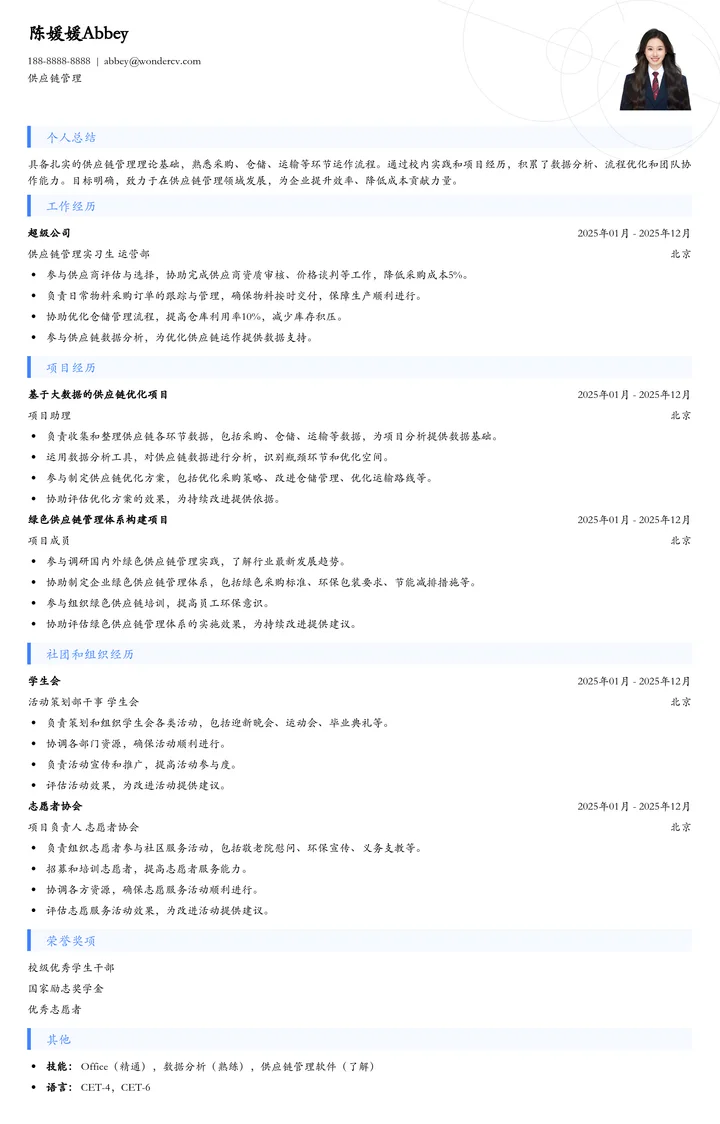 陈媛媛Abbey
188-8888-8888 | abbey@wondercv.com
供应链管理
个人总结
具备扎实的供应链管理理论基础，熟悉采购、仓储、运输等环节运作流程。通过校内实践和项目经历，积累了数据分析、流程优化和团队协
作能力。目标明确，致力于在供应链管理领域发展，为企业提升效率、降低成本贡献力量。
工作经历
超级公司 2025年01月 - 2025年12月
供应链管理实习生 运营部 北京
• 参与供应商评估与选择，协助完成供应商资质审核、价格谈判等工作，降低采购成本5%。
• 负责日常物料采购订单的跟踪与管理，确保物料按时交付，保障生产顺利进行。
• 协助优化仓储管理流程，提高仓库利用率10%，减少库存积压。
• 参与供应链数据分析，为优化供应链运作提供数据支持。
项目经历
基于大数据的供应链优化项目 2025年01月 - 2025年12月
项目助理 北京
• 负责收集和整理供应链各环节数据，包括采购、仓储、运输等数据，为项目分析提供数据基础。
• 运用数据分析工具，对供应链数据进行分析，识别瓶颈环节和优化空间。
• 参与制定供应链优化方案，包括优化采购策略、改进仓储管理、优化运输路线等。
• 协助评估优化方案的效果，为持续改进提供依据。
绿色供应链管理体系构建项目 2025年01月 - 2025年12月
项目成员 北京
• 参与调研国内外绿色供应链管理实践，了解行业最新发展趋势。
• 协助制定企业绿色供应链管理体系，包括绿色采购标准、环保包装要求、节能减排措施等。
• 参与组织绿色供应链培训，提高员工环保意识。
• 协助评估绿色供应链管理体系的实施效果，为持续改进提供建议。
社团和组织经历
学生会 2025年01月 - 2025年12月
活动策划部干事 学生会 北京
• 负责策划和组织学生会各类活动，包括迎新晚会、运动会、毕业典礼等。
• 协调各部门资源，确保活动顺利进行。
• 负责活动宣传和推广，提高活动参与度。
• 评估活动效果，为改进活动提供建议。
志愿者协会 2025年01月 - 2025年12月
项目负责人 志愿者协会 北京
• 负责组织志愿者参与社区服务活动，包括敬老院慰问、环保宣传、义务支教等。
• 招募和培训志愿者，提高志愿者服务能力。
• 协调各方资源，确保志愿服务活动顺利进行。
• 评估志愿服务活动效果，为改进活动提供建议。
荣誉奖项
校级优秀学生干部
国家励志奖学金
优秀志愿者
其他
• 技能： Office（精通），数据分析（熟练），供应链管理软件（了解）
• 语言： CET-4，CET-6